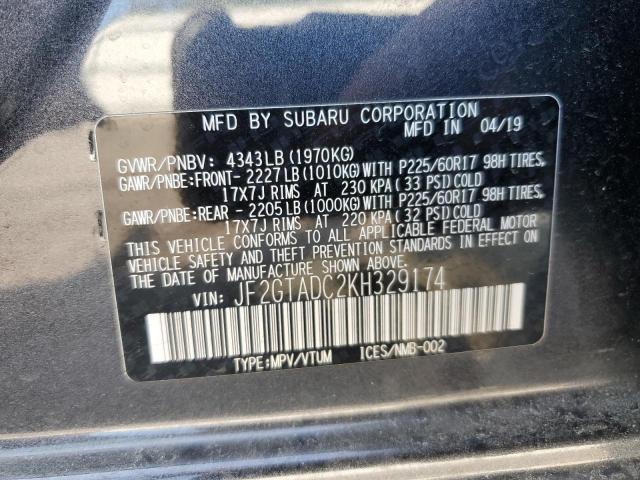 MFD BY SUBARU CORPORATION
MFD IN 04/19
GVWR/PNBV: 4343LB(1970KG)
GAWR/PNBE:FRONT-2227LB(1010KG)WITH P225/60R17 98H TIRES,
17X7J RIMS AT 230 KPA(33 PSI)COLD
GAWR/PNBE:REAR -2205LB(1000KG)WITH P225/60R17 98H TIRES,
17X7J RIMS AT 220 KPA(32 PSI)COLD
THIS VEHICLE CONFORMS TO ALL APPLICABLE FEDERAL MOTOR
VEHICLE SAFETY AND THEFT PREVENTION STANDARDS IN EFFECT ON
THE DATE OF MANUFACTURE SHOWN ABOVE.
VIN: JF2GTADC2KH329174
TYPE:MPV/VTUM ICES/NMB-002